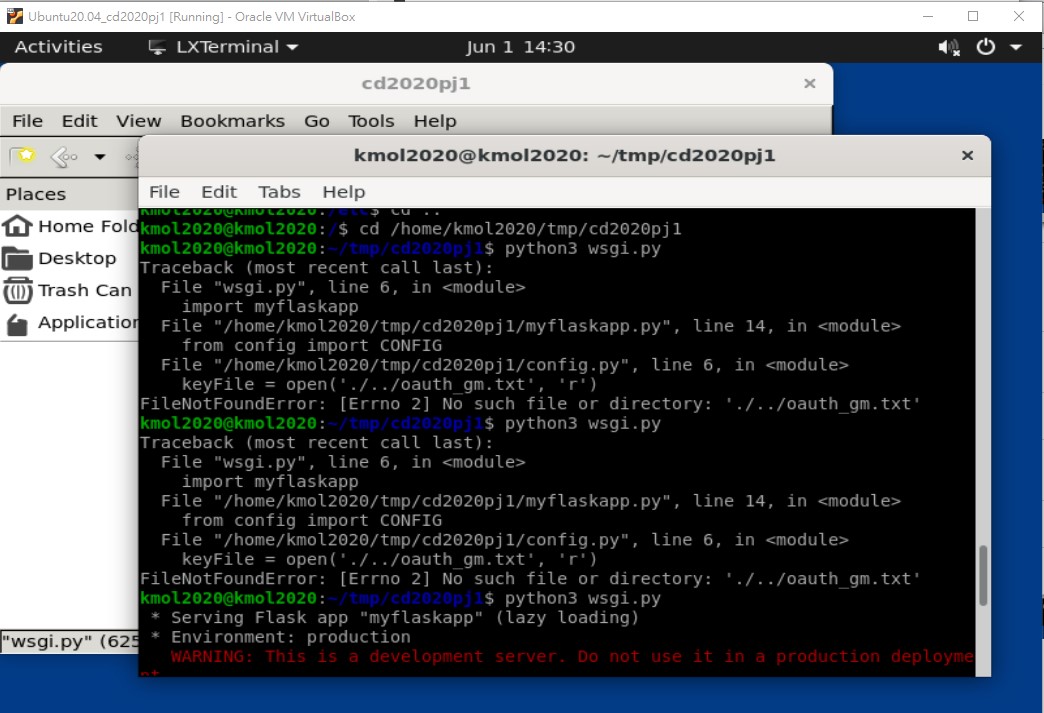 Ubuntu20.04_cd2020pj1 [Running] - Oracle VM VirtualBox
Activities LXTerminal Jun 1 14:30
cd2020pj1
File Edit View Bookmarks Go Tools Help
kmol2020@kmol2020: ~/tmp/cd2020pj1
File Edit Tabs Help
Places
Home Fold
Desktop
Trash Can
Application
"wsgi.py" (625
kmol2020@kmol2020:/etc$ cd ..
kmol2020@kmol2020:/$ cd /home/kmol2020/tmp/cd2020pj1
kmol2020@kmol2020:~/tmp/cd2020pj1$ python3 wsgi.py
Traceback (most recent call last):
File "wsgi.py", line 6, in <module>
import myflaskapp
File "/home/kmol2020/tmp/cd2020pj1/myflaskapp.py", line 14, in <module>
from config import CONFIG
File "/home/kmol2020/tmp/cd2020pj1/config.py", line 6, in <module>
keyFile = open('./../oauth_gm.txt', 'r')
FileNotFoundError: [Errno 2] No such file or directory: './../oauth_gm.txt'
kmol2020@kmol2020:~/tmp/cd2020pj1$ python3 wsgi.py
Traceback (most recent call last):
File "wsgi.py", line 6, in <module>
import myflaskapp
File "/home/kmol2020/tmp/cd2020pj1/myflaskapp.py", line 14, in <module>
from config import CONFIG
File "/home/kmol2020/tmp/cd2020pj1/config.py", line 6, in <module>
keyFile = open('./../oauth_gm.txt', 'r')
FileNotFoundError: [Errno 2] No such file or directory: './../oauth_gm.txt'
kmol2020@kmol2020:~/tmp/cd2020pj1$ python3 wsgi.py
* Serving Flask app "myflaskapp" (lazy loading)
* Environment: production
WARNING: This is a development server. Do not use it in a production deployme
nt.